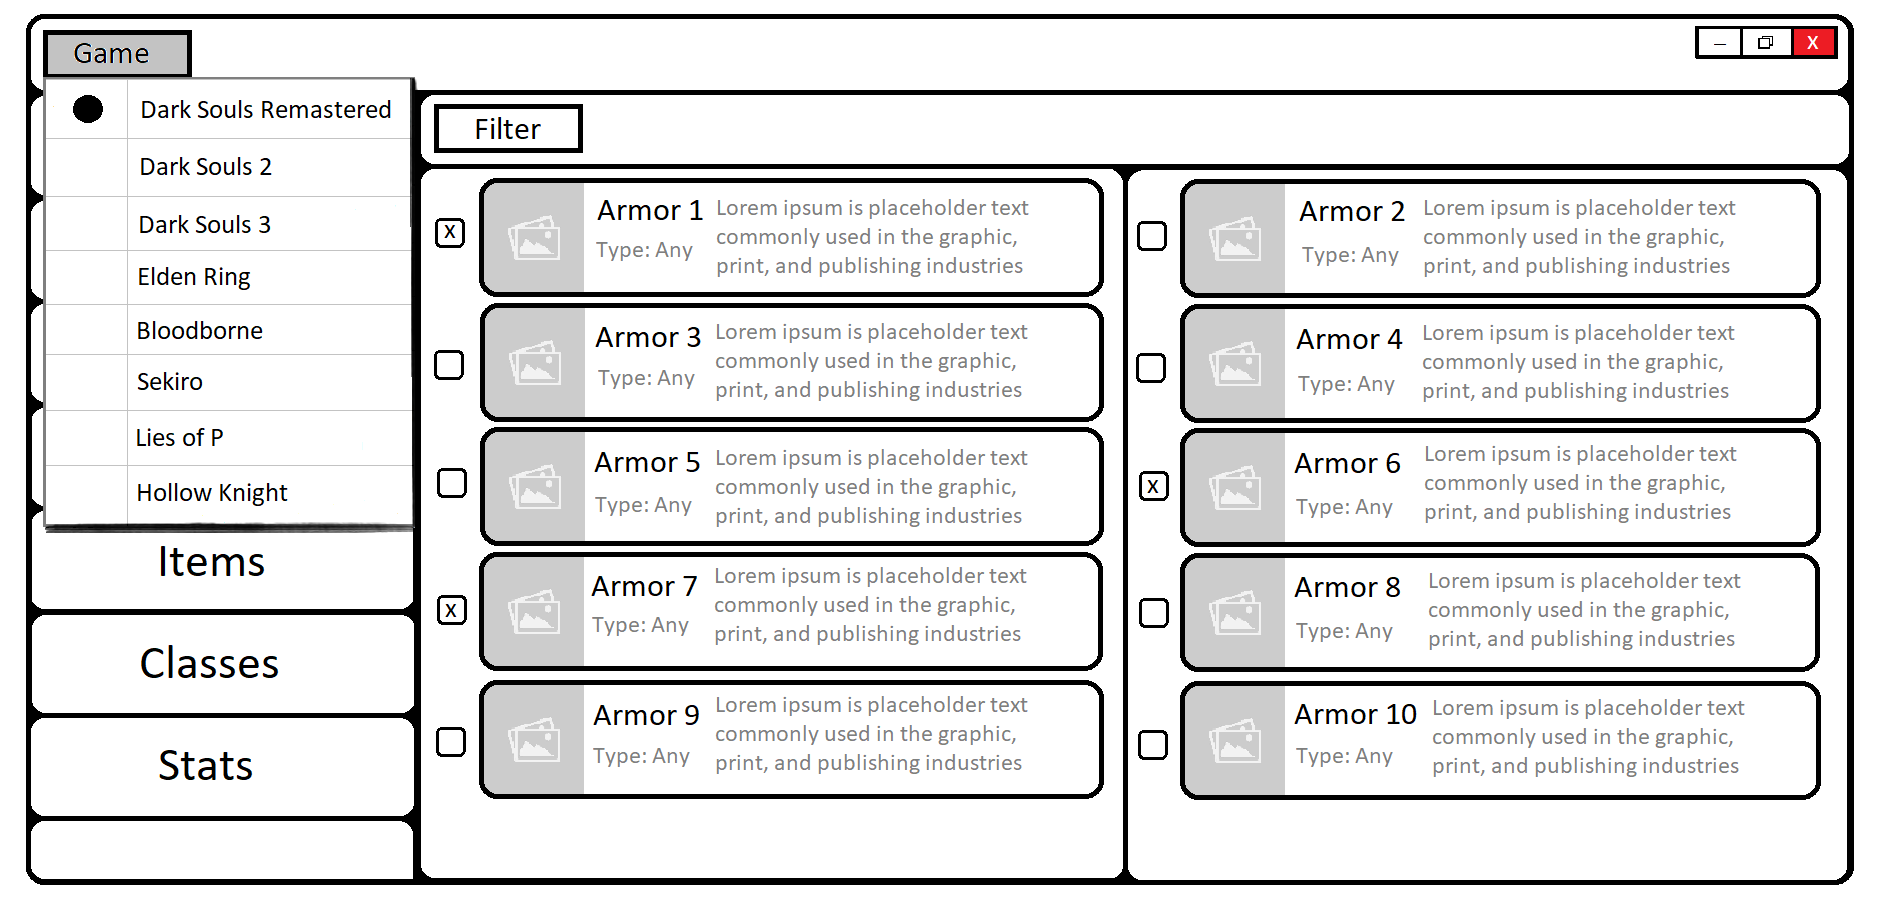 Game
– X
Dark Souls Remastered
Dark Souls 2
Dark Souls 3
Elden Ring
Bloodborne
Sekiro
Lies of P
Hollow Knight
Items
Classes
Stats
Filter
X
Armor 1
Type: Any
Lorem ipsum is placeholder text
commonly used in the graphic,
print, and publishing industries
Armor 2
Type: Any
Lorem ipsum is placeholder text
commonly used in the graphic,
print, and publishing industries
Armor 3
Type: Any
Lorem ipsum is placeholder text
commonly used in the graphic,
print, and publishing industries
Armor 4
Type: Any
Lorem ipsum is placeholder text
commonly used in the graphic,
print, and publishing industries
Armor 5
Type: Any
Lorem ipsum is placeholder text
commonly used in the graphic,
print, and publishing industries
X
Armor 6
Type: Any
Lorem ipsum is placeholder text
commonly used in the graphic,
print, and publishing industries
X
Armor 7
Type: Any
Lorem ipsum is placeholder text
commonly used in the graphic,
print, and publishing industries
Armor 8
Type: Any
Lorem ipsum is placeholder text
commonly used in the graphic,
print, and publishing industries
Armor 9
Type: Any
Lorem ipsum is placeholder text
commonly used in the graphic,
print, and publishing industries
Armor 10
Type: Any
Lorem ipsum is placeholder text
commonly used in the graphic,
print, and publishing industries